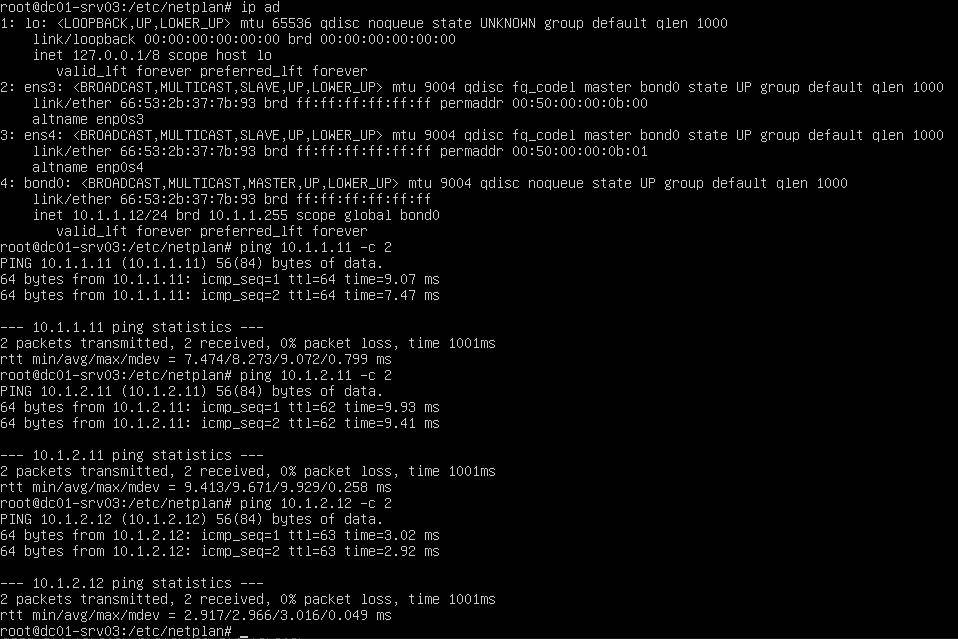 root@dc01-srv03:/etc/netplan# ip ad
1: lo: <LOOPBACK,UP,LOWER_UP> mtu 65536 qdisc noqueue state UNKNOWN group default qlen 1000
    link/loopback 00:00:00:00:00:00 brd 00:00:00:00:00:00
    inet 127.0.0.1/8 scope host lo
       valid_lft forever preferred_lft forever
2: ens3: <BROADCAST,MULTICAST,SLAVE,UP,LOWER_UP> mtu 9004 qdisc fq_codel master bond0 state UP group default qlen 1000
    link/ether 66:53:2b:37:7b:93 brd ff:ff:ff:ff:ff:ff permaddr 00:50:00:00:0b:00
    altname enp0s3
3: ens4: <BROADCAST,MULTICAST,SLAVE,UP,LOWER_UP> mtu 9004 qdisc fq_codel master bond0 state UP group default qlen 1000
    link/ether 66:53:2b:37:7b:93 brd ff:ff:ff:ff:ff:ff permaddr 00:50:00:00:0b:01
    altname enp0s4
4: bond0: <BROADCAST,MULTICAST,MASTER,UP,LOWER_UP> mtu 9004 qdisc noqueue state UP group default qlen 1000
    link/ether 66:53:2b:37:7b:93 brd ff:ff:ff:ff:ff:ff
    inet 10.1.1.12/24 brd 10.1.1.255 scope global bond0
       valid_lft forever preferred_lft forever
root@dc01-srv03:/etc/netplan# ping 10.1.1.11 -c 2
PING 10.1.1.11 (10.1.1.11) 56(84) bytes of data.
64 bytes from 10.1.1.11: icmp_seq=1 ttl=64 time=9.07 ms
64 bytes from 10.1.1.11: icmp_seq=2 ttl=64 time=7.47 ms

--- 10.1.1.11 ping statistics ---
2 packets transmitted, 2 received, 0% packet loss, time 1001ms
rtt min/avg/max/mdev = 7.474/8.273/9.072/0.799 ms
root@dc01-srv03:/etc/netplan# ping 10.1.2.11 -c 2
PING 10.1.2.11 (10.1.2.11) 56(84) bytes of data.
64 bytes from 10.1.2.11: icmp_seq=1 ttl=62 time=9.93 ms
64 bytes from 10.1.2.11: icmp_seq=2 ttl=62 time=9.41 ms

--- 10.1.2.11 ping statistics ---
2 packets transmitted, 2 received, 0% packet loss, time 1001ms
rtt min/avg/max/mdev = 9.413/9.671/9.929/0.258 ms
root@dc01-srv03:/etc/netplan# ping 10.1.2.12 -c 2
PING 10.1.2.12 (10.1.2.12) 56(84) bytes of data.
64 bytes from 10.1.2.12: icmp_seq=1 ttl=63 time=3.02 ms
64 bytes from 10.1.2.12: icmp_seq=2 ttl=63 time=2.92 ms

--- 10.1.2.12 ping statistics ---
2 packets transmitted, 2 received, 0% packet loss, time 1001ms
rtt min/avg/max/mdev = 2.917/2.966/3.016/0.049 ms
root@dc01-srv03:/etc/netplan# _